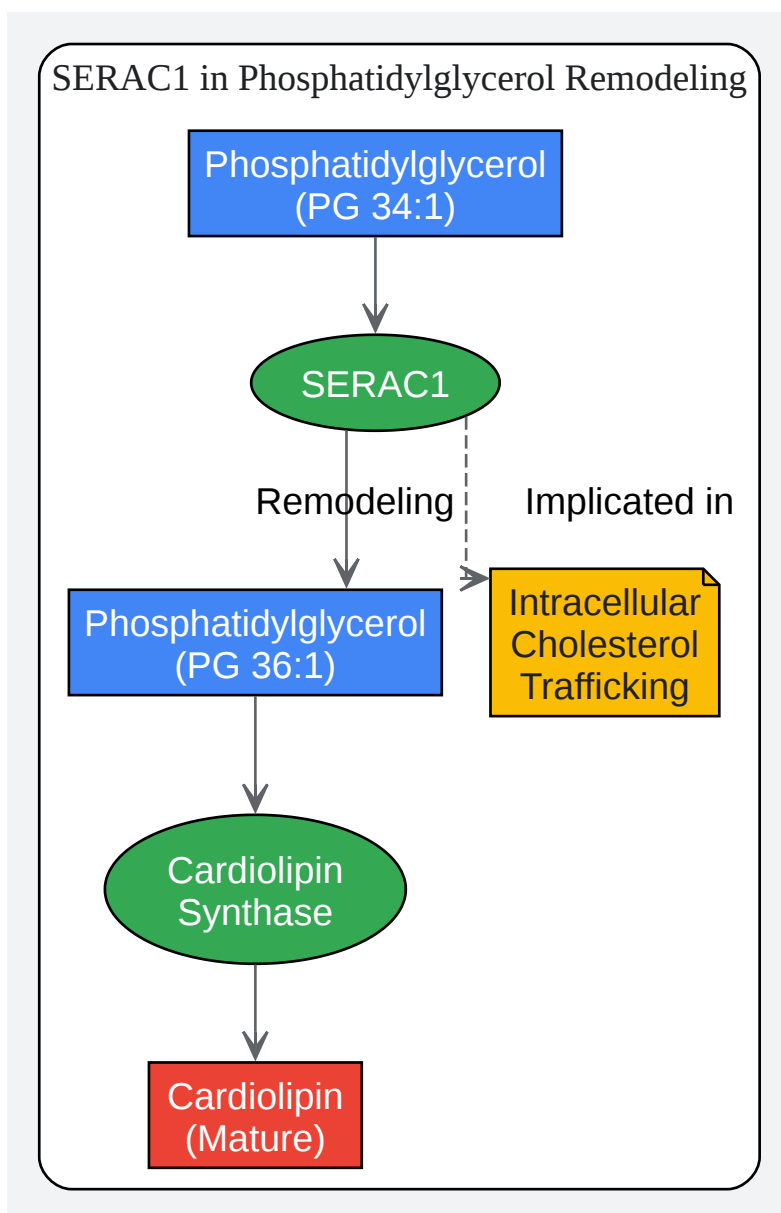 SERAC1 in Phosphatidylglycerol Remodeling
Phosphatidylglycerol
(PG 34:1)
SERAC1
Remodeling
Implicated in
Phosphatidylglycerol
(PG 36:1)
Intracellular
Cholesterol
Trafficking
Cardiolipin
Synthase
Cardiolipin
(Mature)